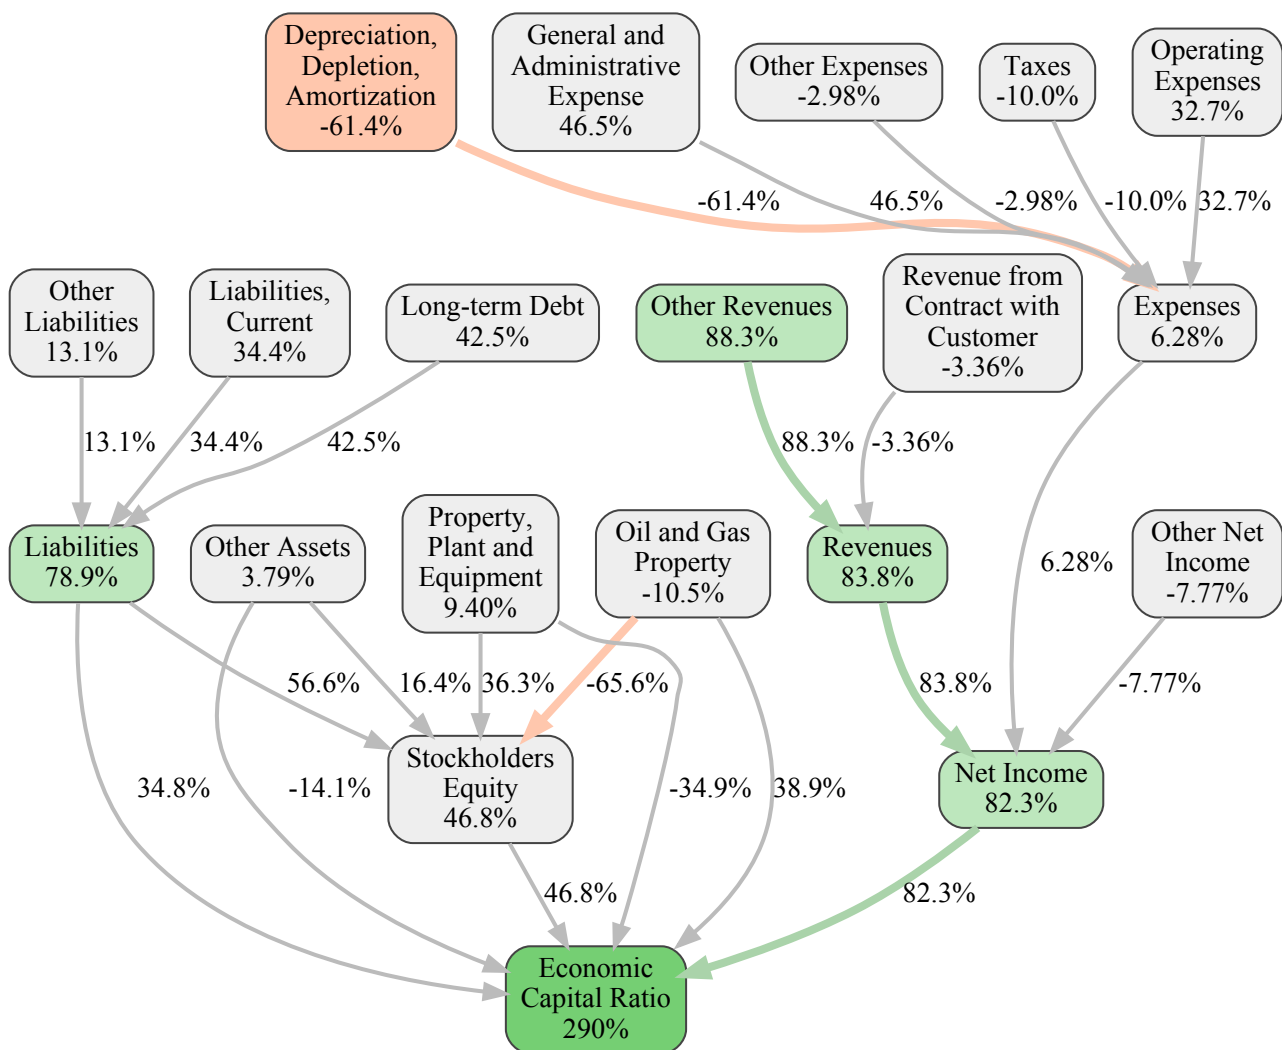 Depreciation,
Depletion,
Amortization
-61.4%
General and
Administrative
Expense
46.5%
Other Expenses
-2.98%
Taxes
-10.0%
Operating
Expenses
32.7%
-61.4%
46.5%
-2.98%
-10.0%
32.7%
Other
Liabilities
13.1%
Liabilities,
Current
34.4%
Long-term Debt
42.5%
Other Revenues
88.3%
Revenue from
Contract with
Customer
-3.36%
Expenses
6.28%
13.1%
34.4%
42.5%
88.3%
-3.36%
Liabilities
78.9%
Other Assets
3.79%
Property,
Plant and
Equipment
9.40%
Oil and Gas
Property
-10.5%
Revenues
83.8%
6.28%
Other Net
Income
-7.77%
56.6%
16.4%
36.3%
-65.6%
83.8%
-7.77%
34.8%
-14.1%
Stockholders
Equity
46.8%
-34.9%
38.9%
Net Income
82.3%
46.8%
82.3%
Economic
Capital Ratio
290%